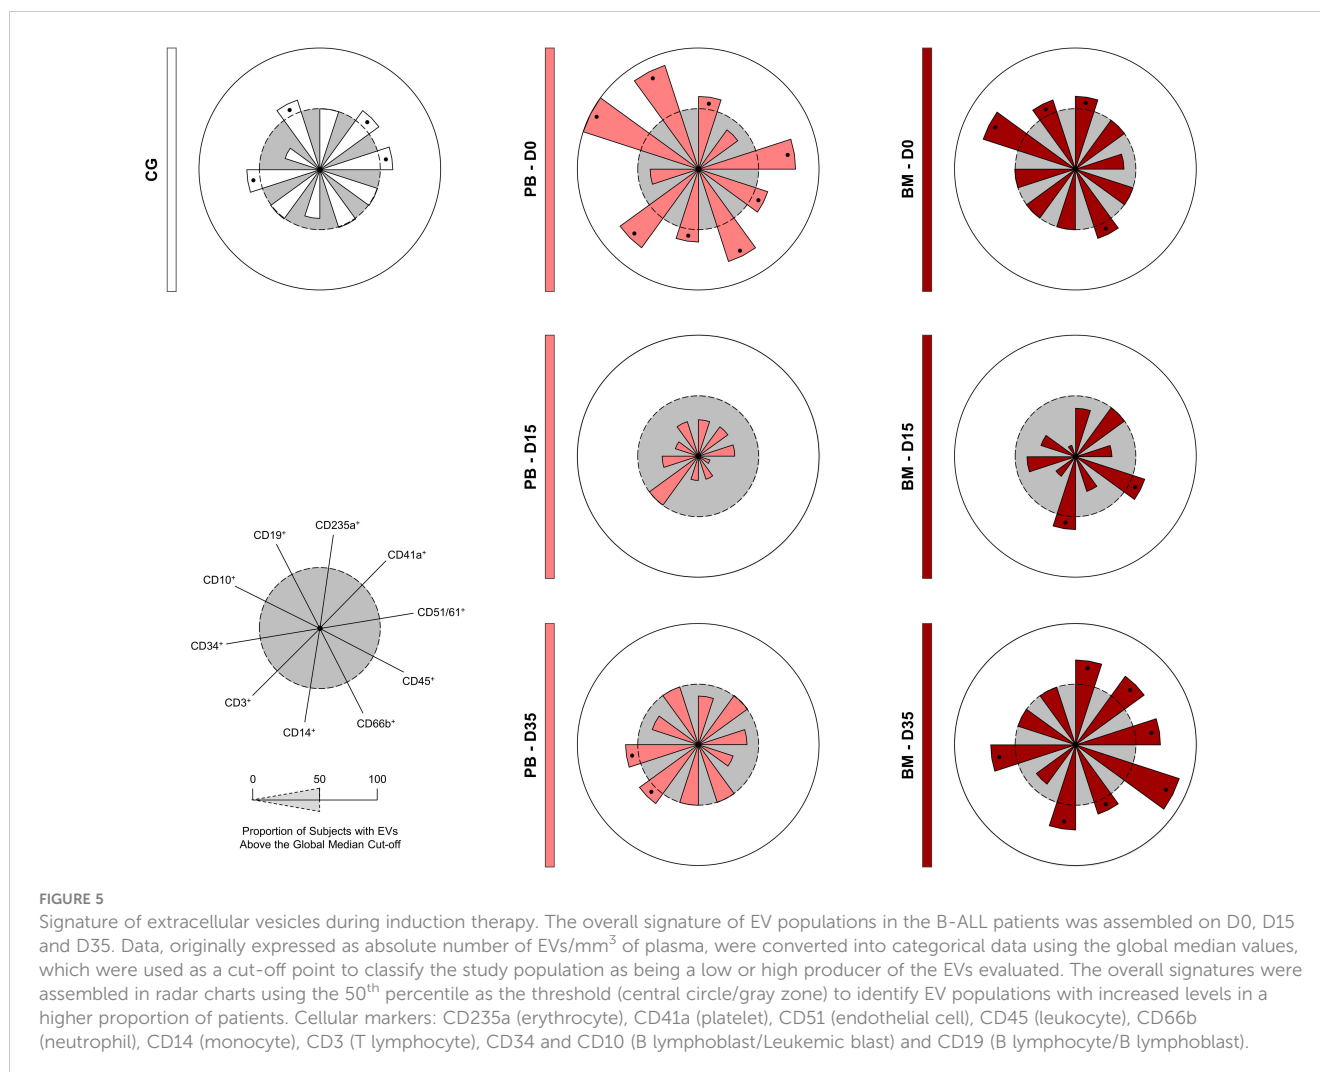 CG
PB - D0
BM - D0
PB - D15
BM - D15
CD235a⁺
CD19⁺
CD41a⁺
CD10⁺
CD51/61⁺
CD34⁺
CD45⁺
CD3⁺
CD66b⁺
CD14⁺
PB - D35
BM - D35
0 50 100
Proportion of Subjects with EVs
Above the Global Median Cut-off
FIGURE 5
Signature of extracellular vesicles during induction therapy. The overall signature of EV populations in the B-ALL patients was assembled on D0, D15
and D35. Data, originally expressed as absolute number of EVs/mm³ of plasma, were converted into categorical data using the global median values,
which were used as a cut-off point to classify the study population as being a low or high producer of the EVs evaluated. The overall signatures were
assembled in radar charts using the 50th percentile as the threshold (central circle/gray zone) to identify EV populations with increased levels in a
higher proportion of patients. Cellular markers: CD235a (erythrocyte), CD41a (platelet), CD51 (endothelial cell), CD45 (leukocyte), CD66b
(neutrophil), CD14 (monocyte), CD3 (T lymphocyte), CD34 and CD10 (B lymphoblast/Leukemic blast) and CD19 (B lymphocyte/B lymphoblast).